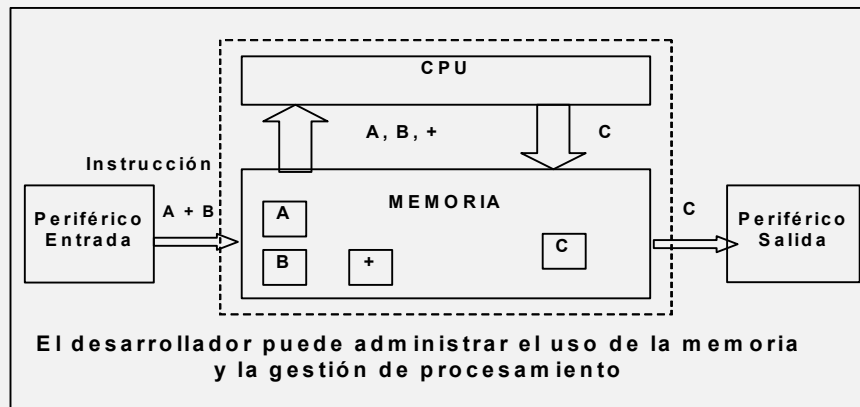 CPU
A, B, +
C
Instrucción
Periférico
Entrada
A + B
MEMORIA
A
B
+
C
C
Periférico
Salida
El desarrollador puede administrar el uso de la memoria
y la gestión de procesamiento